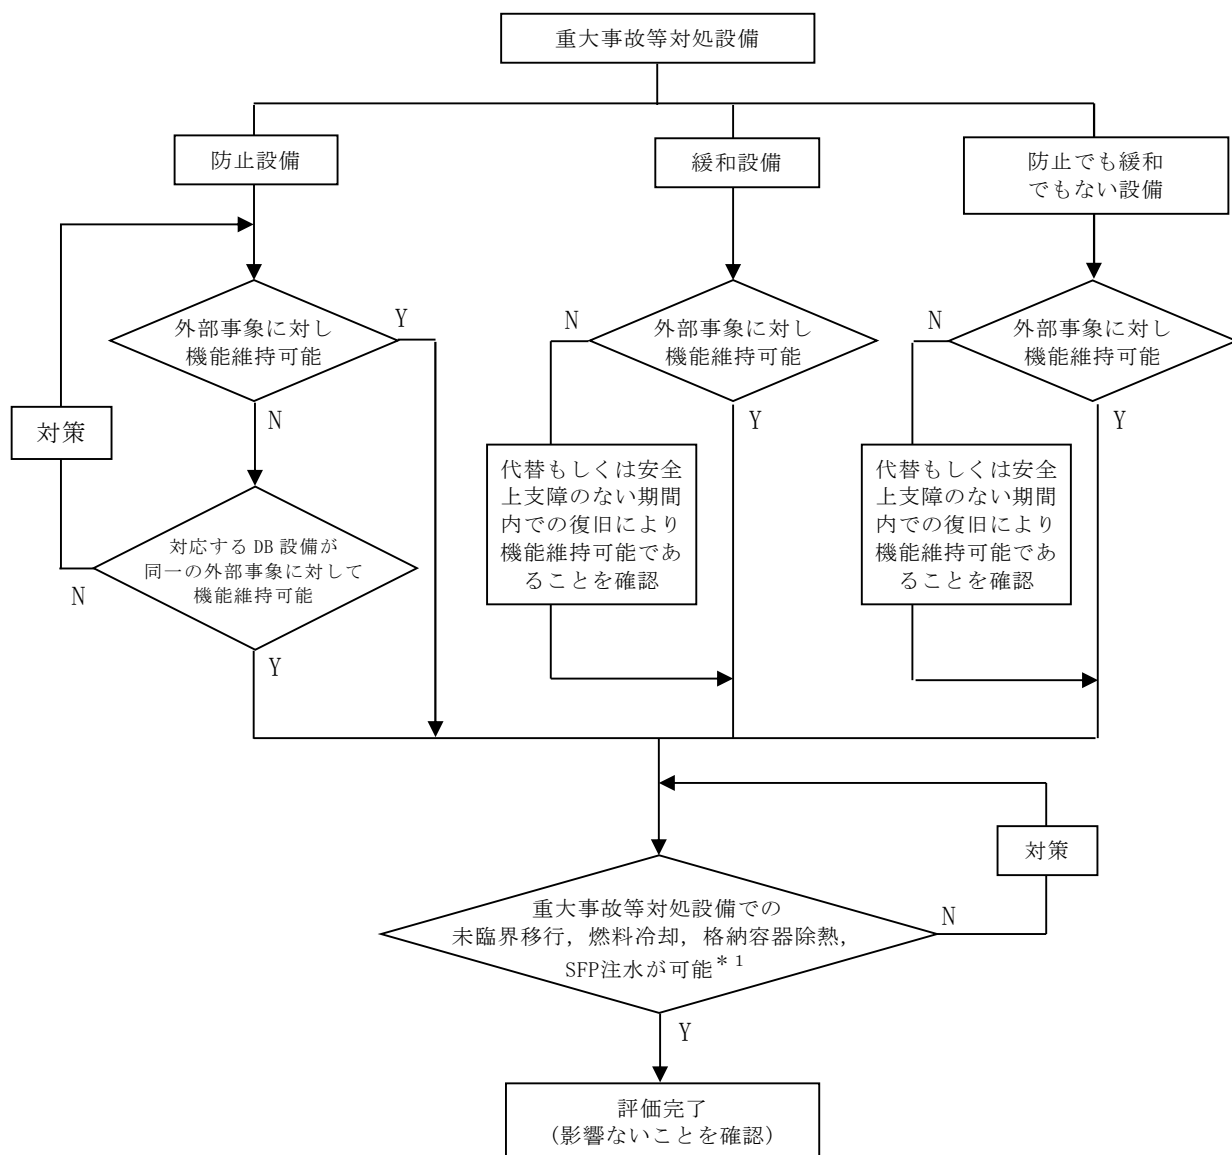 重大事故等対処設備
防止設備
緩和設備
防止でも緩和
でもない設備
外部事象に対し
機能維持可能
Y
N
対策
対応する DB 設備が
同一の外部事象に対して
機能維持可能
N
Y
外部事象に対し
機能維持可能
N
Y
代替もしくは安全
上支障のない期間
内での復旧により
機能維持可能であ
ることを確認
外部事象に対し
機能維持可能
N
Y
代替もしくは安全
上支障のない期間
内での復旧により
機能維持可能であ
ることを確認
対策
重大事故等対処設備での
未臨界移行，燃料冷却，格納容器除熱，
SFP注水が可能＊１
N
Y
評価完了
（影響ないことを確認）